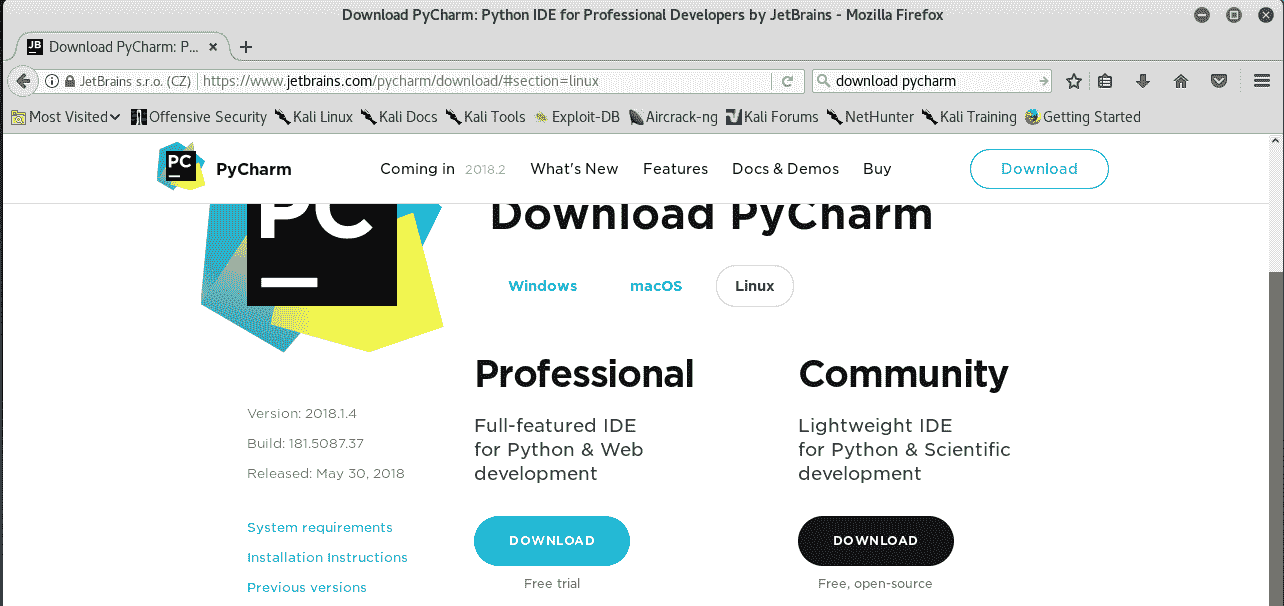 Download PyCharm: Python IDE for Professional Developers by JetBrains - Mozilla Firefox
JB Download PyCharm: P...
JetBrains s.r.o. (CZ) https://www.jetbrains.com/pycharm/download/#section=linux download pycharm
Most Visited Offensive Security Kali Linux Kali Docs Kali Tools Exploit-DB Aircrack-ng Kali Forums NetHunter Kali Training Getting Started
PC PyCharm Coming in 2018.2 What's New Features Docs & Demos Buy Download
PC Download PyCharm
Windows macOS Linux
Professional
Full-featured IDE
for Python & Web
development
DOWNLOAD
Free trial
Community
Lightweight IDE
for Python & Scientific
development
DOWNLOAD
Free, open-source
Version: 2018.1.4
Build: 181.5087.37
Released: May 30, 2018
System requirements
Installation Instructions
Previous versions